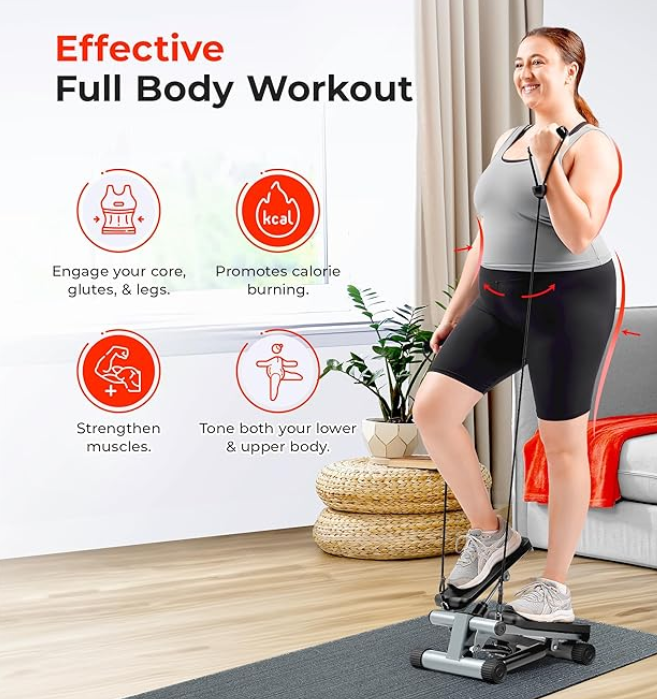 Effective
Full Body Workout
kcal
Engage your core,
glutes, & legs.
Promotes calorie
burning.
+
Strengthen
muscles.
Tone both your lower
& upper body.